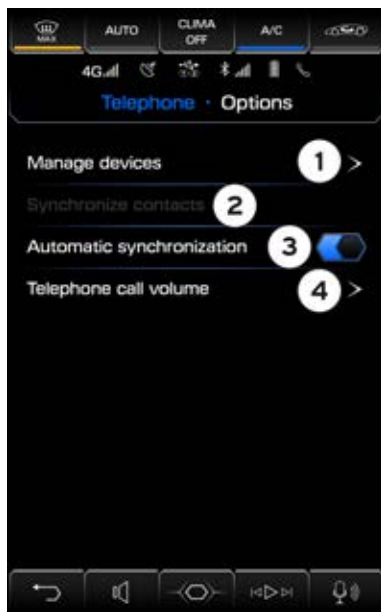 MAX
AUTO
CLIMA
OFF
A/C
4G
Telephone · Options
Manage devices
1
Synchronize contacts
2
Automatic synchronization
3
Telephone call volume
4